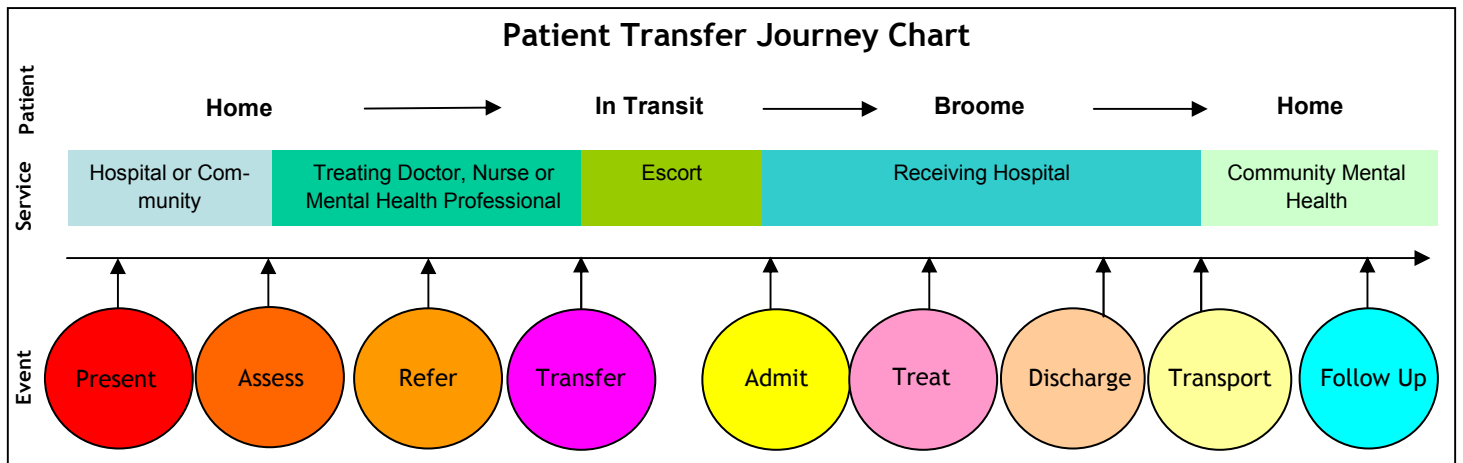 Patient Transfer Journey Chart
Patient
Home
In Transit
Broome
Home
Service
Hospital or Com-
munity
Treating Doctor, Nurse or
Mental Health Professional
Escort
Receiving Hospital
Community Mental
Health
Event
Present
Assess
Refer
Transfer
Admit
Treat
Discharge
Transport
Follow Up